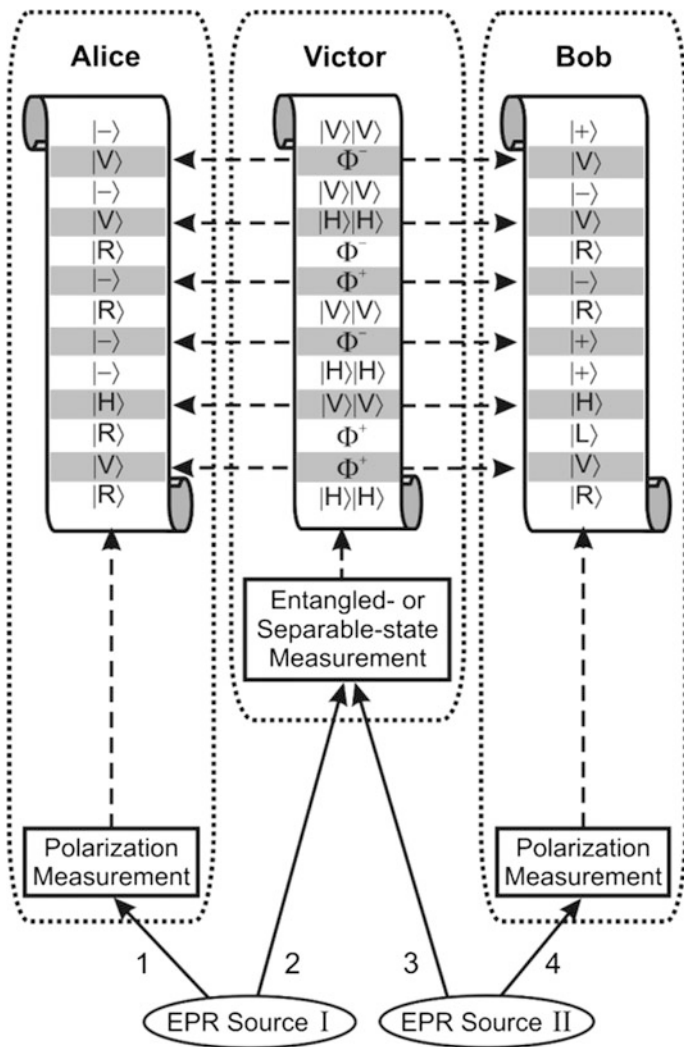 Alice Victor Bob
|−⟩ |V⟩|V⟩ |+⟩
|V⟩ Φ⁻ |V⟩
|−⟩ |V⟩|V⟩ |−⟩
|V⟩ |H⟩|H⟩ |V⟩
|R⟩ Φ⁻ |R⟩
|−⟩ Φ⁺ |−⟩
|R⟩ |V⟩|V⟩ |R⟩
|−⟩ Φ⁻ |+⟩
|−⟩ |H⟩|H⟩ |+⟩
|H⟩ |V⟩|V⟩ |H⟩
|R⟩ Φ⁺ |L⟩
|V⟩ Φ⁺ |V⟩
|R⟩ |H⟩|H⟩ |R⟩
Entangled- or
Separable-state
Measurement
Polarization
Measurement
Polarization
Measurement
1 2 3 4
EPR Source I
EPR Source II